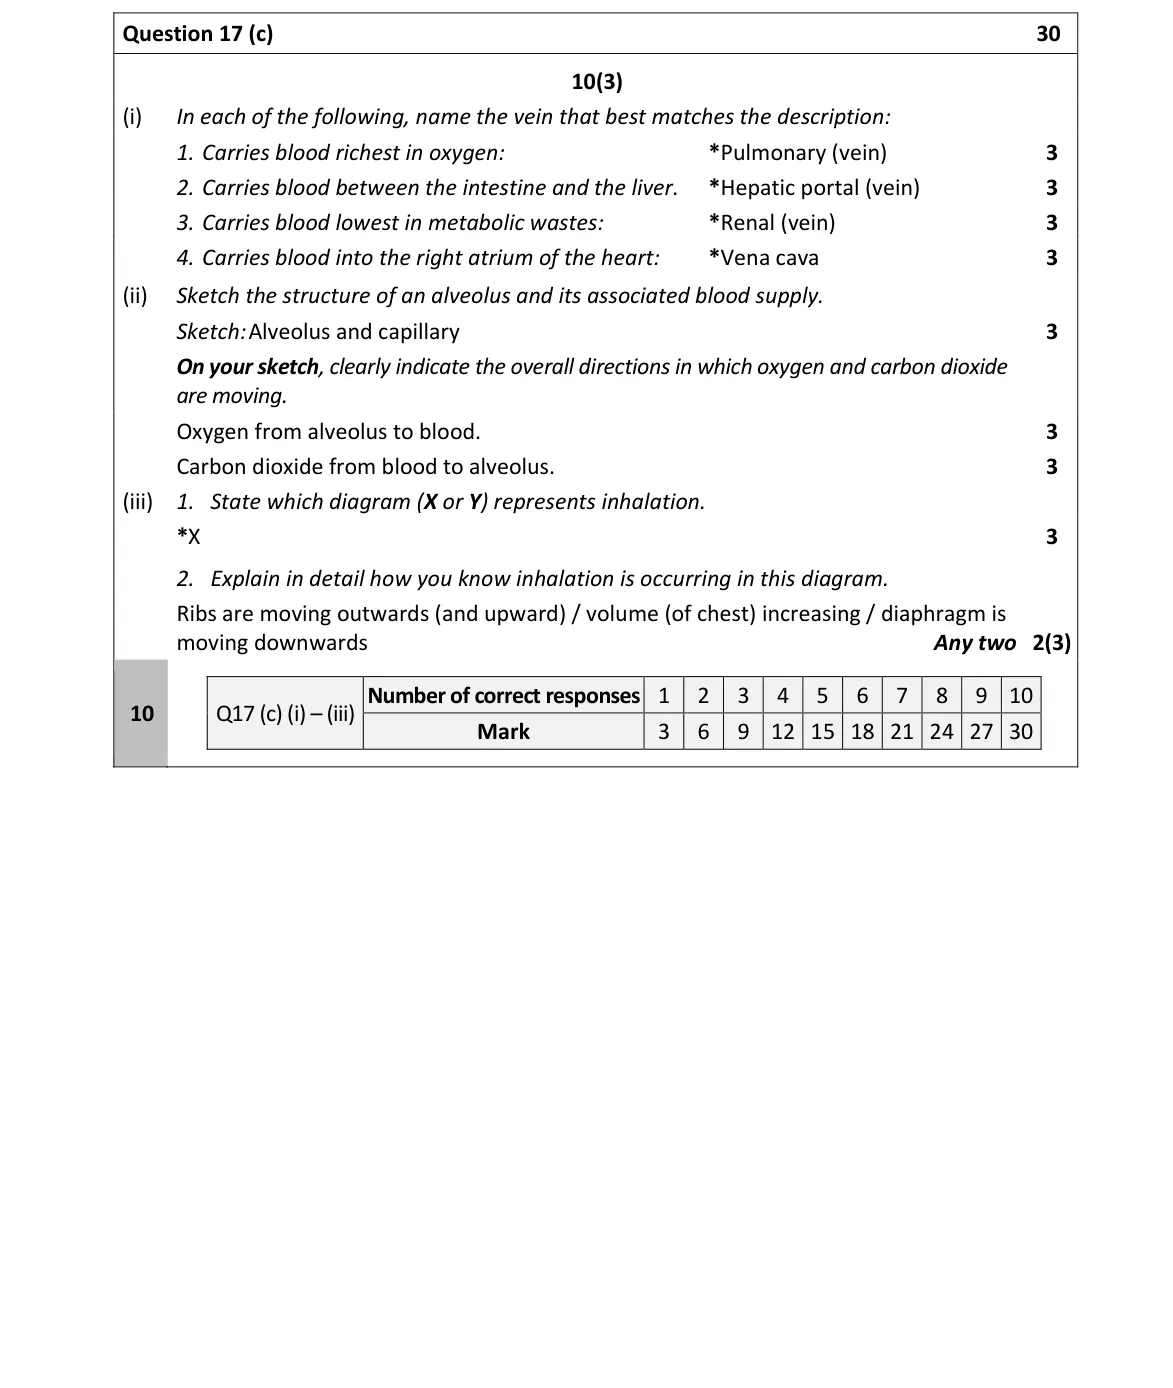 Question 17 (c) 30
10(3)
(i) In each of the following, name the vein that best matches the description:
1. Carries blood richest in oxygen: *Pulmonary (vein) 3
2. Carries blood between the intestine and the liver. *Hepatic portal (vein) 3
3. Carries blood lowest in metabolic wastes: *Renal (vein) 3
4. Carries blood into the right atrium of the heart: *Vena cava 3
(ii) Sketch the structure of an alveolus and its associated blood supply.
Sketch: Alveolus and capillary 3
On your sketch, clearly indicate the overall directions in which oxygen and carbon dioxide
are moving.
Oxygen from alveolus to blood. 3
Carbon dioxide from blood to alveolus. 3
(iii) 1. State which diagram (X or Y) represents inhalation.
*X 3
2. Explain in detail how you know inhalation is occurring in this diagram.
Ribs are moving outwards (and upward) / volume (of chest) increasing / diaphragm is
moving downwards Any two 2(3)
10 Q17 (c) (i) – (iii) Number of correct responses 1 2 3 4 5 6 7 8 9 10
Mark 3 6 9 12 15 18 21 24 27 30